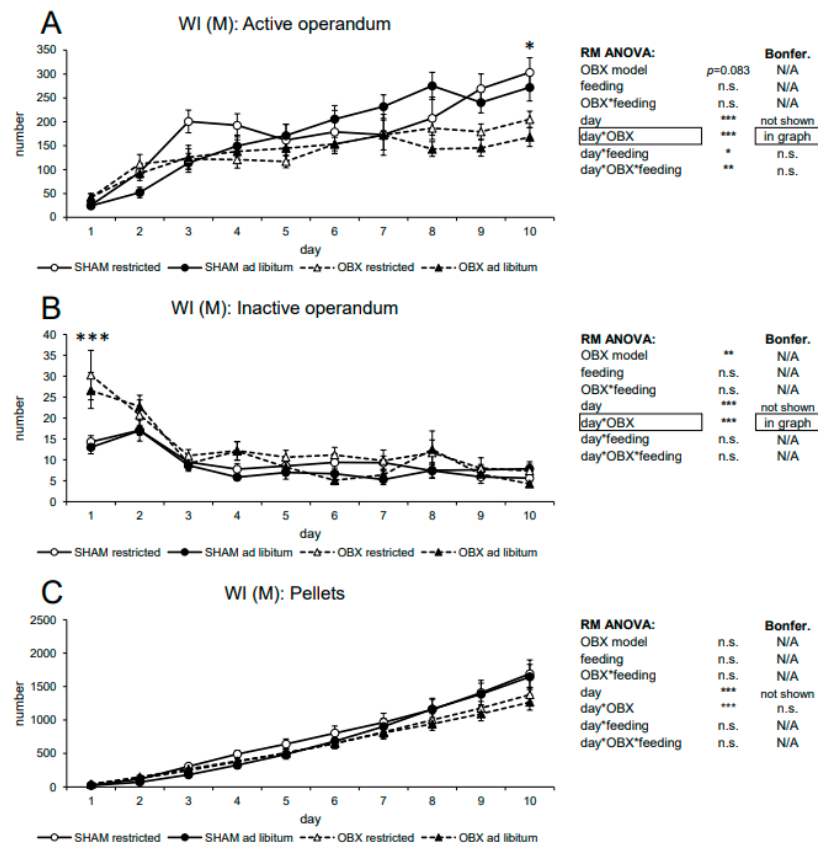 A
WI (M): Active operandum
*
number
350
300
250
200
150
100
50
0
1 2 3 4 5 6 7 8 9 10
day
SHAM restricted SHAM ad libitum OBX restricted OBX ad libitum
RM ANOVA: Bonfer.
OBX model p=0.083 N/A
feeding n.s. N/A
OBX*feeding n.s. N/A
day *** not shown
day*OBX *** in graph
day*feeding * n.s.
day*OBX*feeding ** n.s.
B
WI (M): Inactive operandum
***
number
40
35
30
25
20
15
10
5
0
1 2 3 4 5 6 7 8 9 10
day
SHAM restricted SHAM ad libitum OBX restricted OBX ad libitum
RM ANOVA: Bonfer.
OBX model ** N/A
feeding n.s. N/A
OBX*feeding n.s. N/A
day *** not shown
day*OBX *** in graph
day*feeding n.s. N/A
day*OBX*feeding n.s. N/A
C
WI (M): Pellets
number
2500
2000
1500
1000
500
0
1 2 3 4 5 6 7 8 9 10
day
SHAM restricted SHAM ad libitum OBX restricted OBX ad libitum
RM ANOVA: Bonfer.
OBX model n.s. N/A
feeding n.s. N/A
OBX*feeding n.s. N/A
day *** not shown
day*OBX *** n.s.
day*feeding n.s. N/A
day*OBX*feeding n.s. N/A